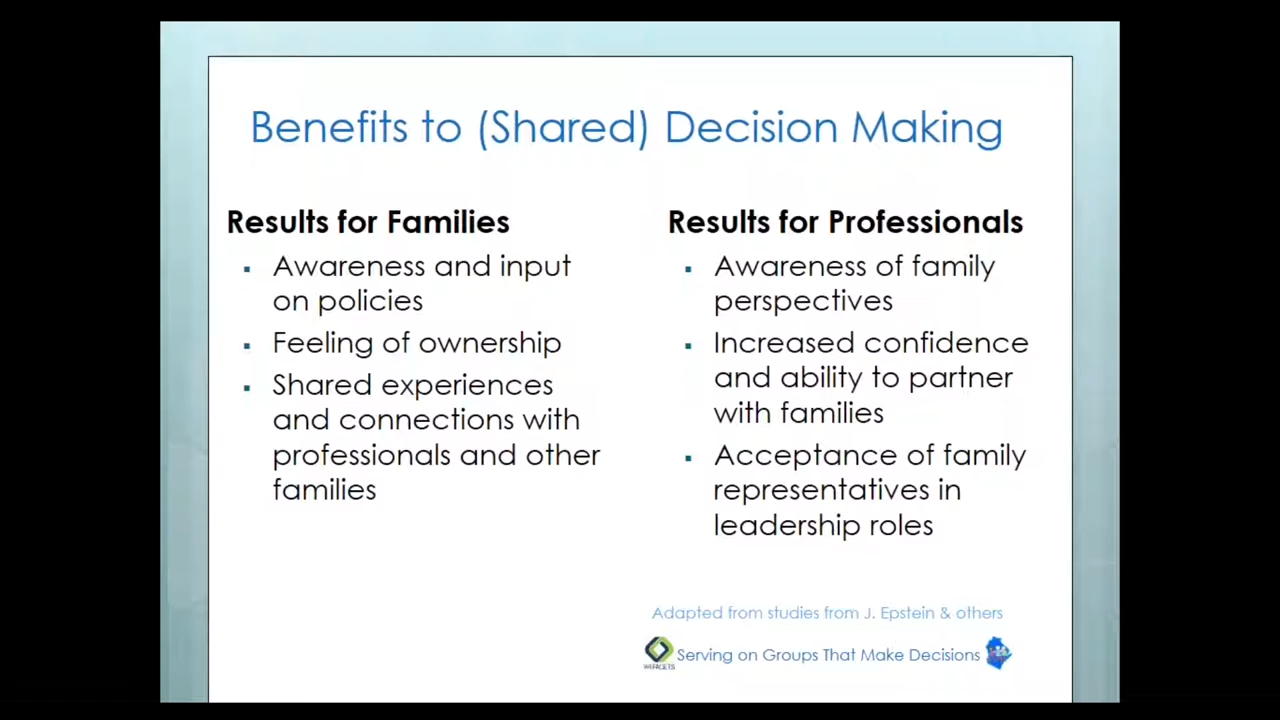 Benefits to (Shared) Decision Making
Results for Families
▪ Awareness and input
on policies
▪ Feeling of ownership
▪ Shared experiences
and connections with
professionals and other
families
Results for Professionals
▪ Awareness of family
perspectives
▪ Increased confidence
and ability to partner
with families
▪ Acceptance of family
representatives in
leadership roles
Adapted from studies from J. Epstein & others
WI FACETS
Serving on Groups That Make Decisions